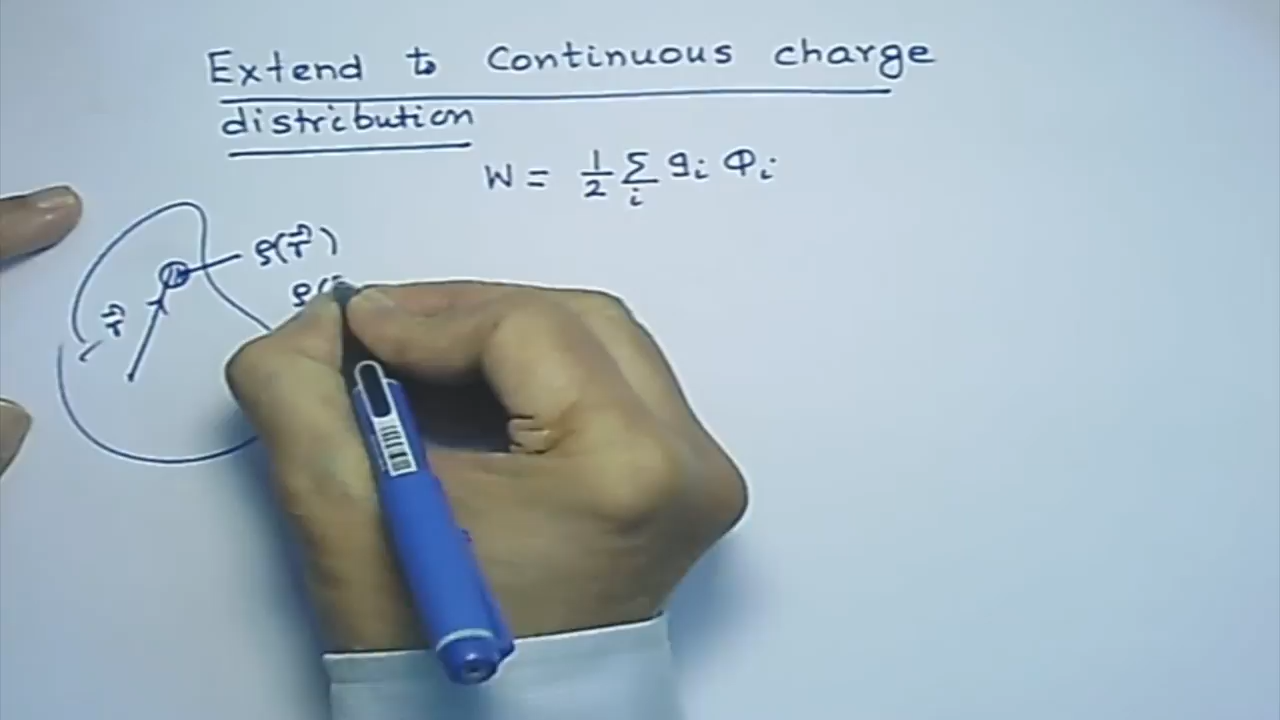 Extend to Continuous charge
distribution
W = 1/2 Σ_i q_i Φ_i
ρ(r⃗)
ρ(
r⃗